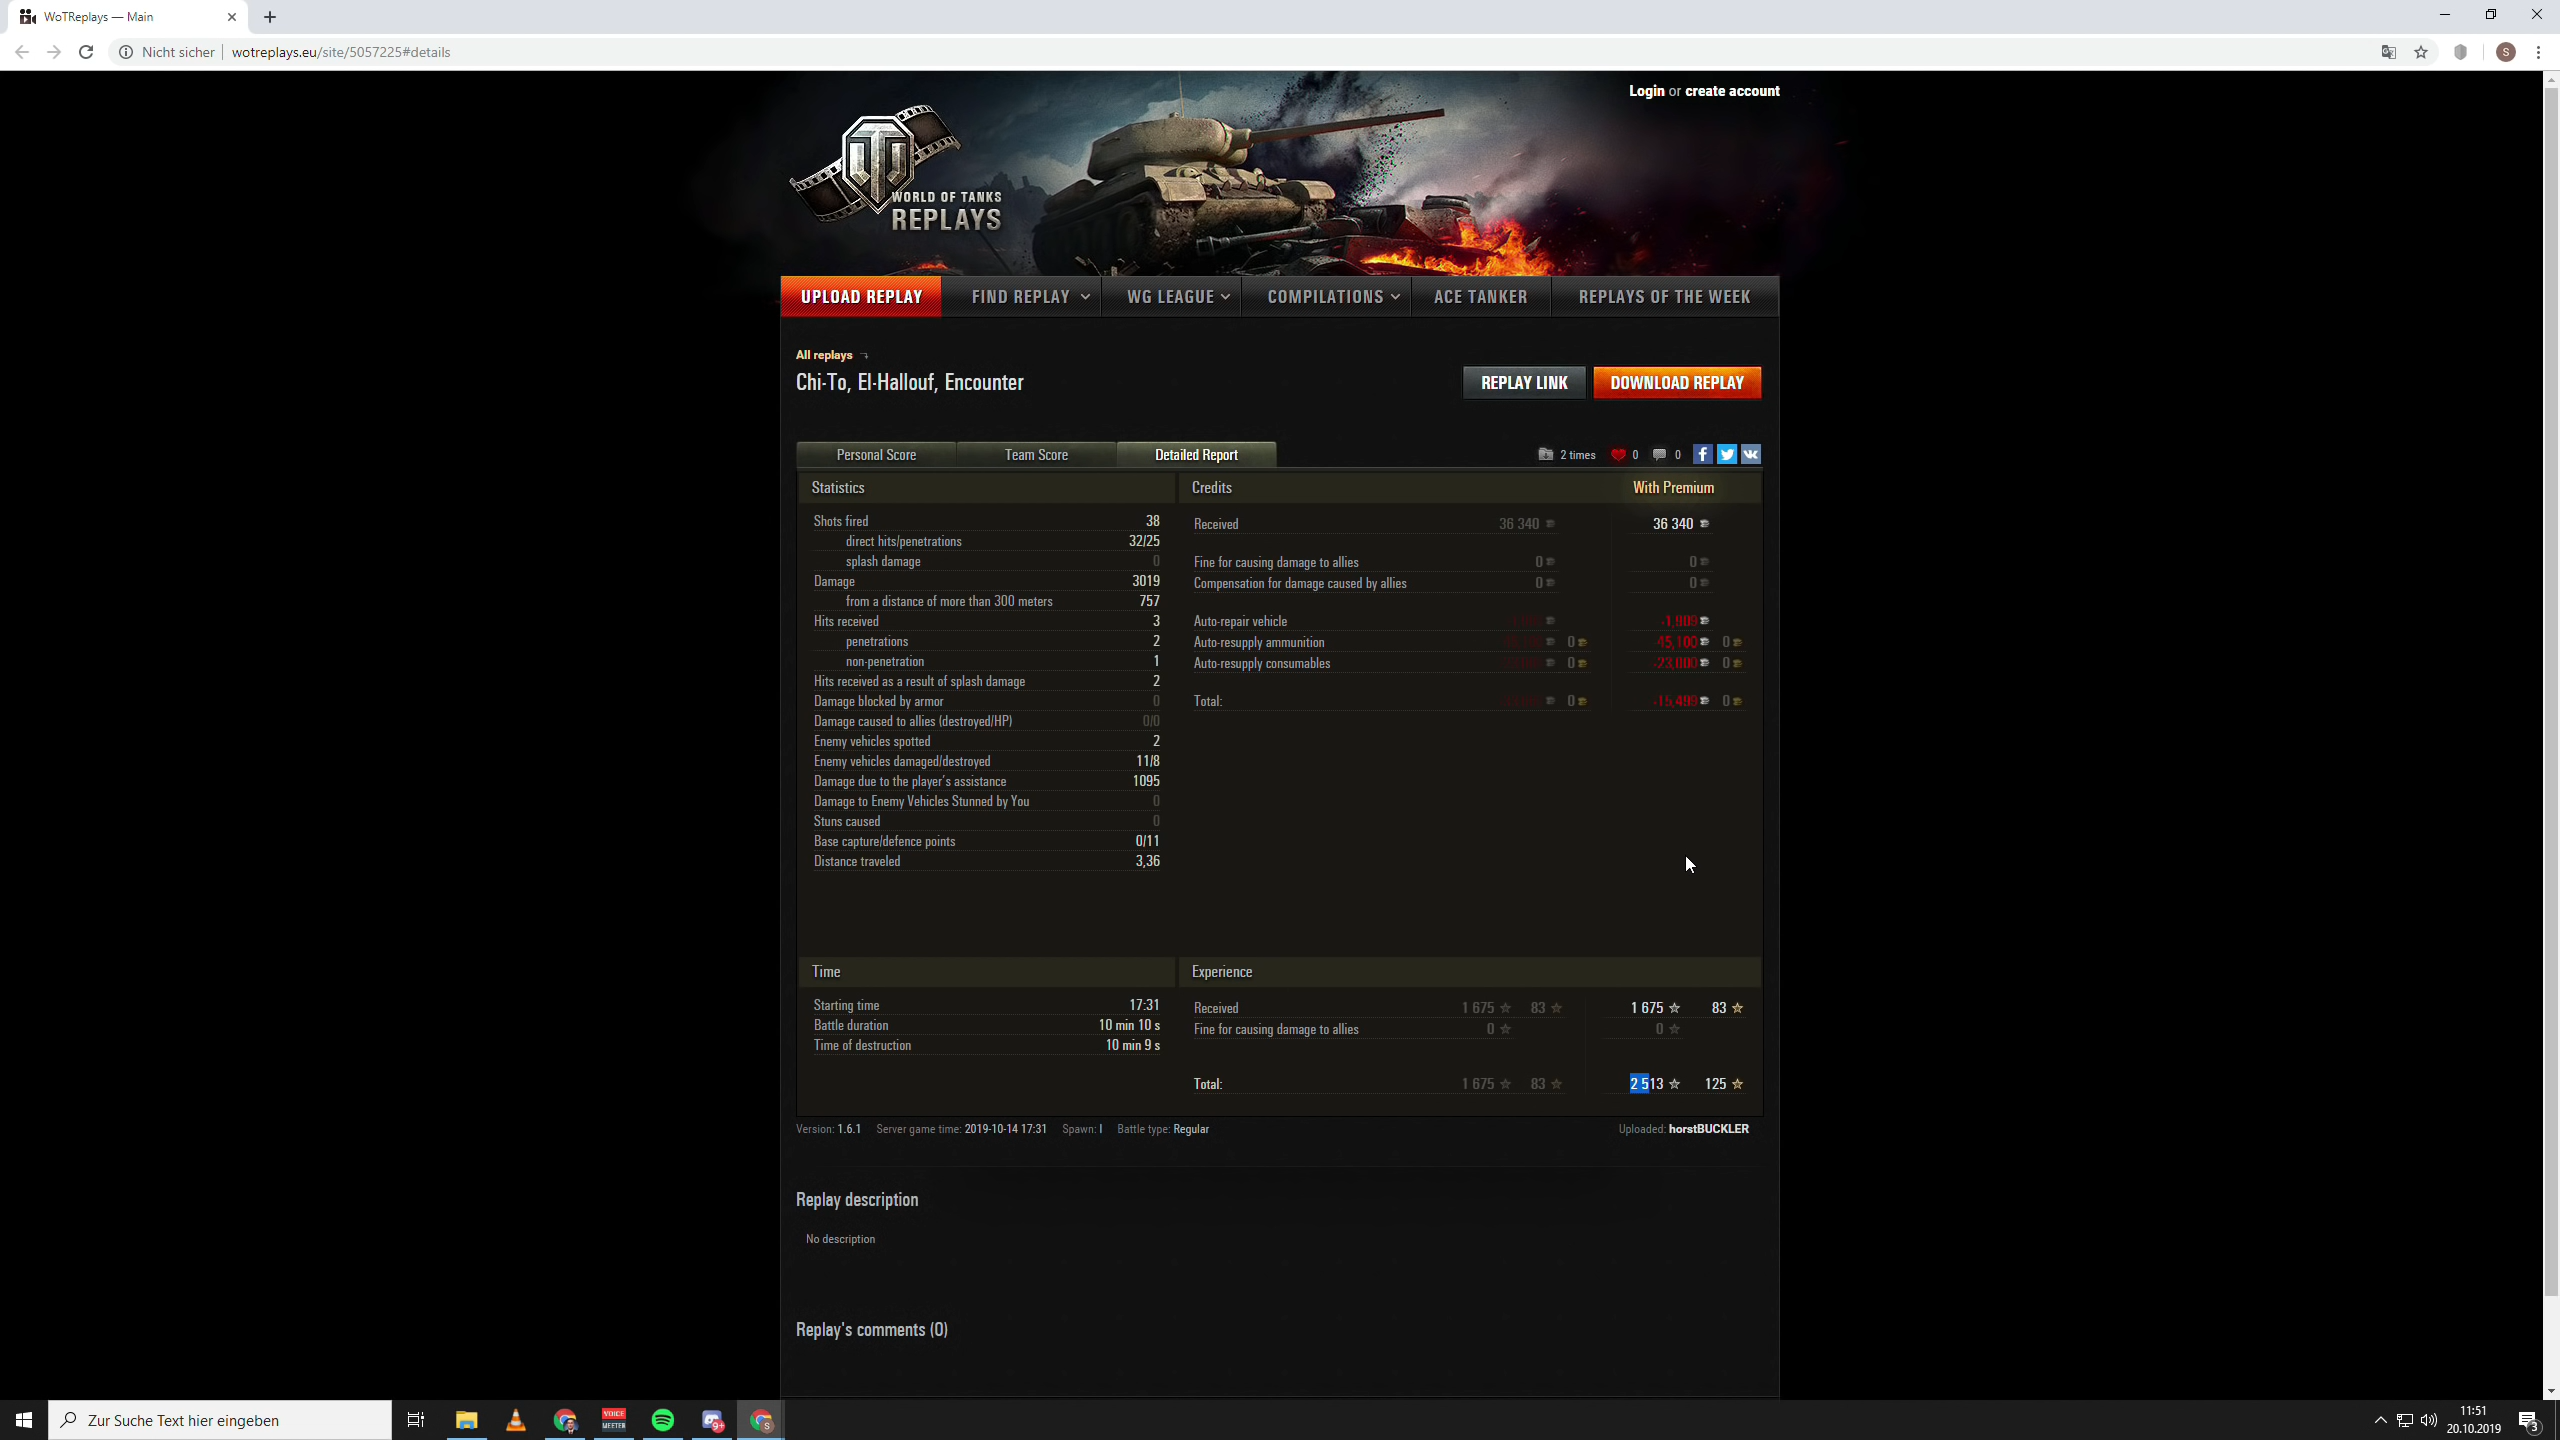 WoTReplays — Main
Nicht sicher | wotreplays.eu/site/5057225#details
S
Login or create account
WORLD OF TANKS
REPLAYS
UPLOAD REPLAY FIND REPLAY WG LEAGUE COMPILATIONS ACE TANKER REPLAYS OF THE WEEK
All replays
Chi-To, El-Hallouf, Encounter
REPLAY LINK DOWNLOAD REPLAY
Personal Score Team Score Detailed Report 2 times 0 0
Statistics
Shots fired 38
direct hits/penetrations 32/25
splash damage 0
Damage 3019
from a distance of more than 300 meters 757
Hits received 3
penetrations 2
non-penetration 1
Hits received as a result of splash damage 2
Damage blocked by armor 0
Damage caused to allies (destroyed/HP) 0/0
Enemy vehicles spotted 2
Enemy vehicles damaged/destroyed 11/8
Damage due to the player's assistance 1095
Damage to Enemy Vehicles Stunned by You 0
Stuns caused 0
Base capture/defence points 0/11
Distance traveled 3,36
Credits With Premium
Received 36 340 36 340
Fine for causing damage to allies 0 0
Compensation for damage caused by allies 0 0
Auto-repair vehicle
Auto-resupply ammunition 0 -45,100 0
Auto-resupply consumables 0 -23,000 0
Total: 0 -15,499 0
Time
Starting time 17:31
Battle duration 10 min 10 s
Time of destruction 10 min 9 s
Experience
Received 1 675 83 1 675 83
Fine for causing damage to allies 0 0
Total: 1 675 83 2 513 125
Version: 1.6.1 Server game time: 2019-10-14 17:31 Spawn: I Battle type: Regular Uploaded: horstBUCKLER
Replay description
No description
Replay's comments (0)
Zur Suche Text hier eingeben
VOICE
MEETER
9+
S
11:51
20.10.2019
3